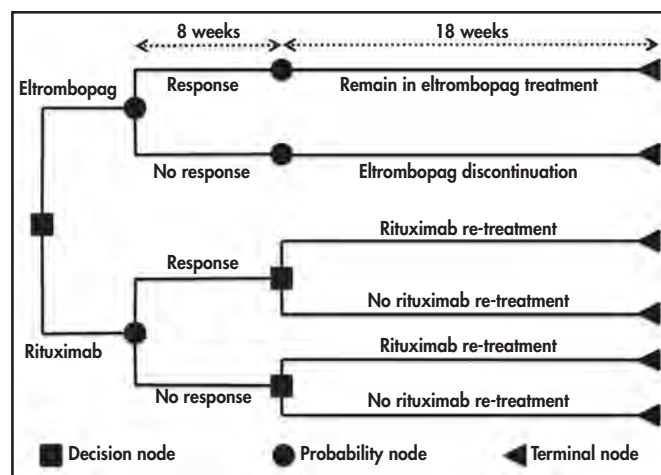 8 weeks 18 weeks
Eltrombopag
Response
Remain in eltrombopag treatment
No response
Eltrombopag discontinuation
Rituximab re-treatment
Response
No rituximab re-treatment
Rituximab
Rituximab re-treatment
No response
No rituximab re-treatment
Decision node Probability node Terminal node